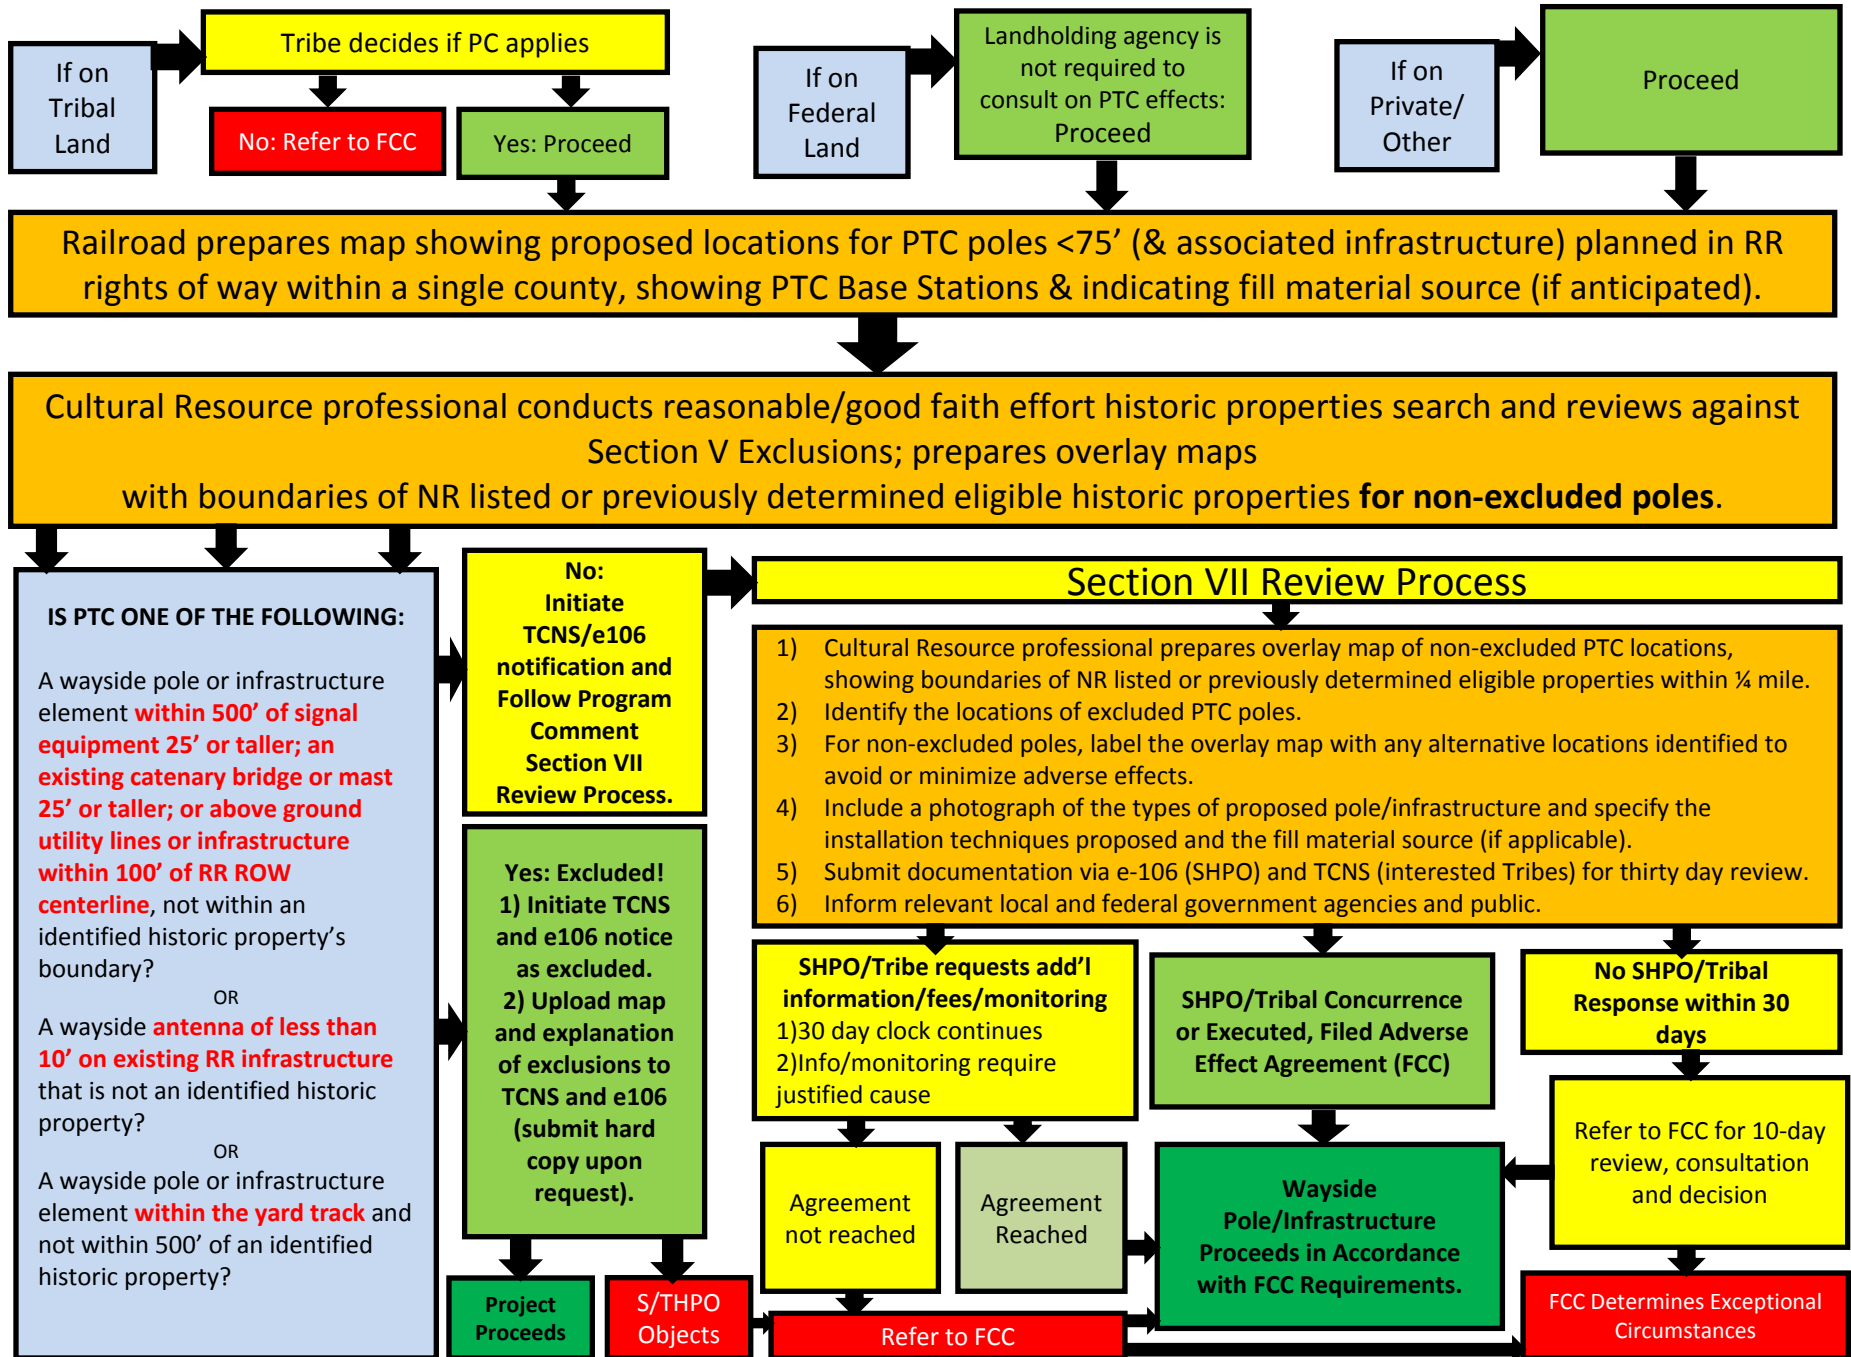 If on
Tribal
Land
Tribe decides if PC applies
No: Refer to FCC
Yes: Proceed
If on
Federal
Land
Landholding agency is
not required to
consult on PTC effects:
Proceed
If on
Private/
Other
Proceed
Railroad prepares map showing proposed locations for PTC poles <75’ (& associated infrastructure) planned in RR
rights of way within a single county, showing PTC Base Stations & indicating fill material source (if anticipated).
Cultural Resource professional conducts reasonable/good faith effort historic properties search and reviews against
Section V Exclusions; prepares overlay maps
with boundaries of NR listed or previously determined eligible historic properties for non-excluded poles.
IS PTC ONE OF THE FOLLOWING:
A wayside pole or infrastructure
element within 500’ of signal
equipment 25’ or taller; an
existing catenary bridge or mast
25’ or taller; or above ground
utility lines or infrastructure
within 100’ of RR ROW
centerline, not within an
identified historic property’s
boundary?
OR
A wayside antenna of less than
10’ on existing RR infrastructure
that is not an identified historic
property?
OR
A wayside pole or infrastructure
element within the yard track and
not within 500’ of an identified
historic property?
No:
Initiate
TCNS/e106
notification and
Follow Program
Comment
Section VII
Review Process.
Yes: Excluded!
1) Initiate TCNS
and e106 notice
as excluded.
2) Upload map
and explanation
of exclusions to
TCNS and e106
(submit hard
copy upon
request).
Project
Proceeds
S/THPO
Objects
Section VII Review Process
1) Cultural Resource professional prepares overlay map of non-excluded PTC locations,
showing boundaries of NR listed or previously determined eligible properties within ¼ mile.
2) Identify the locations of excluded PTC poles.
3) For non-excluded poles, label the overlay map with any alternative locations identified to
avoid or minimize adverse effects.
4) Include a photograph of the types of proposed pole/infrastructure and specify the
installation techniques proposed and the fill material source (if applicable).
5) Submit documentation via e-106 (SHPO) and TCNS (interested Tribes) for thirty day review.
6) Inform relevant local and federal government agencies and public.
SHPO/Tribe requests add’l
information/fees/monitoring
1)30 day clock continues
2)Info/monitoring require
justified cause
Agreement
not reached
Agreement
Reached
Refer to FCC
SHPO/Tribal Concurrence
or Executed, Filed Adverse
Effect Agreement (FCC)
Wayside
Pole/Infrastructure
Proceeds in Accordance
with FCC Requirements.
No SHPO/Tribal
Response within 30
days
Refer to FCC for 10-day
review, consultation
and decision
FCC Determines Exceptional
Circumstances